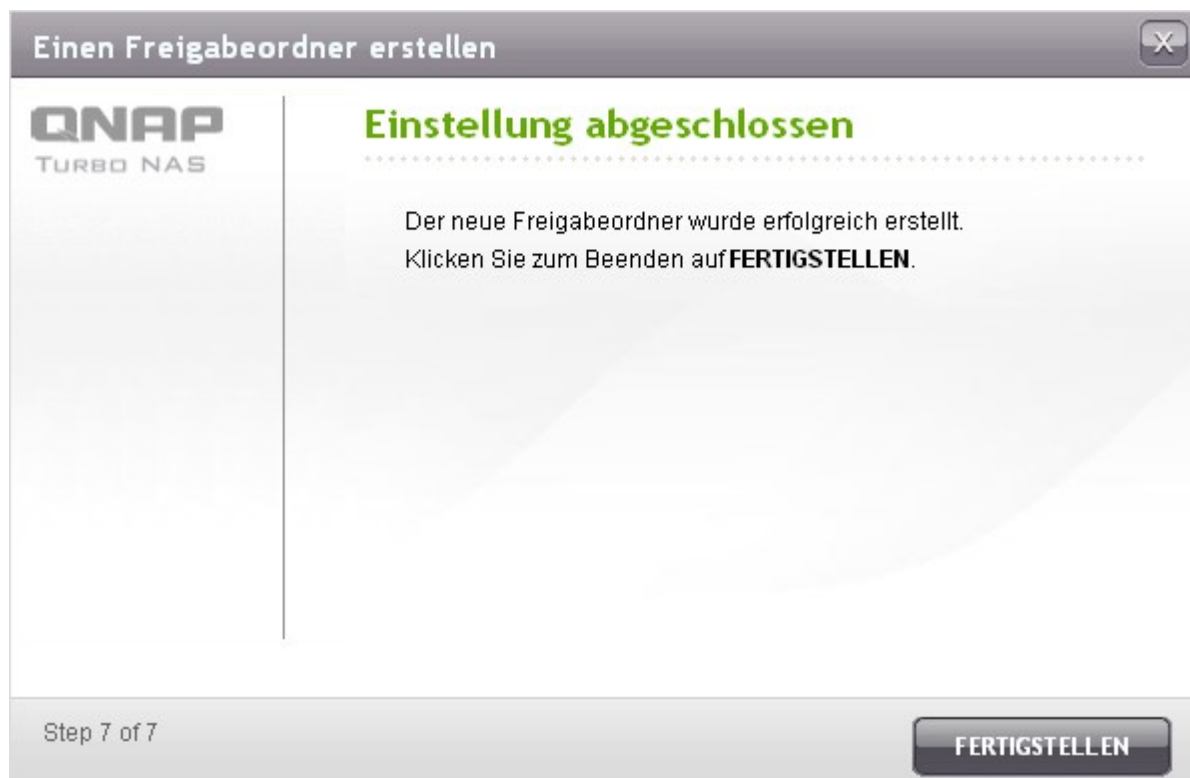 Einen Freigabeordner erstellen
X
QNAP
TURBO NAS
Einstellung abgeschlossen
Der neue Freigabeordner wurde erfolgreich erstellt.
Klicken Sie zum Beenden auf FERTIGSTELLEN.
Step 7 of 7
FERTIGSTELLEN